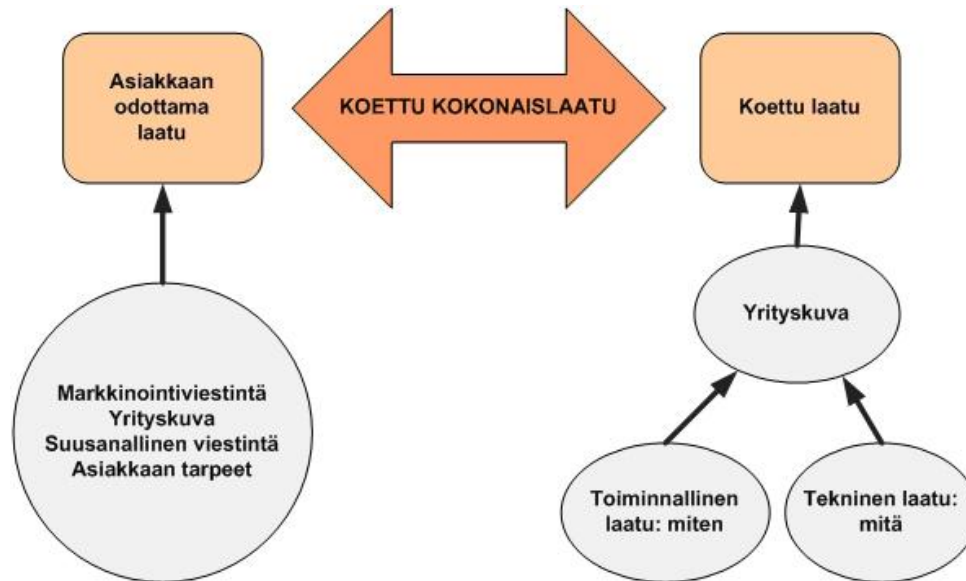 Asiakkaan
odottama
laatu
KOETTU KOKONAISLAATU
Koettu laatu
Yrityskuva
Markkinointiviestintä
Yrityskuva
Suusanallinen viestintä
Asiakkaan tarpeet
Toiminnallinen
laatu: miten
Tekninen laatu:
mitä